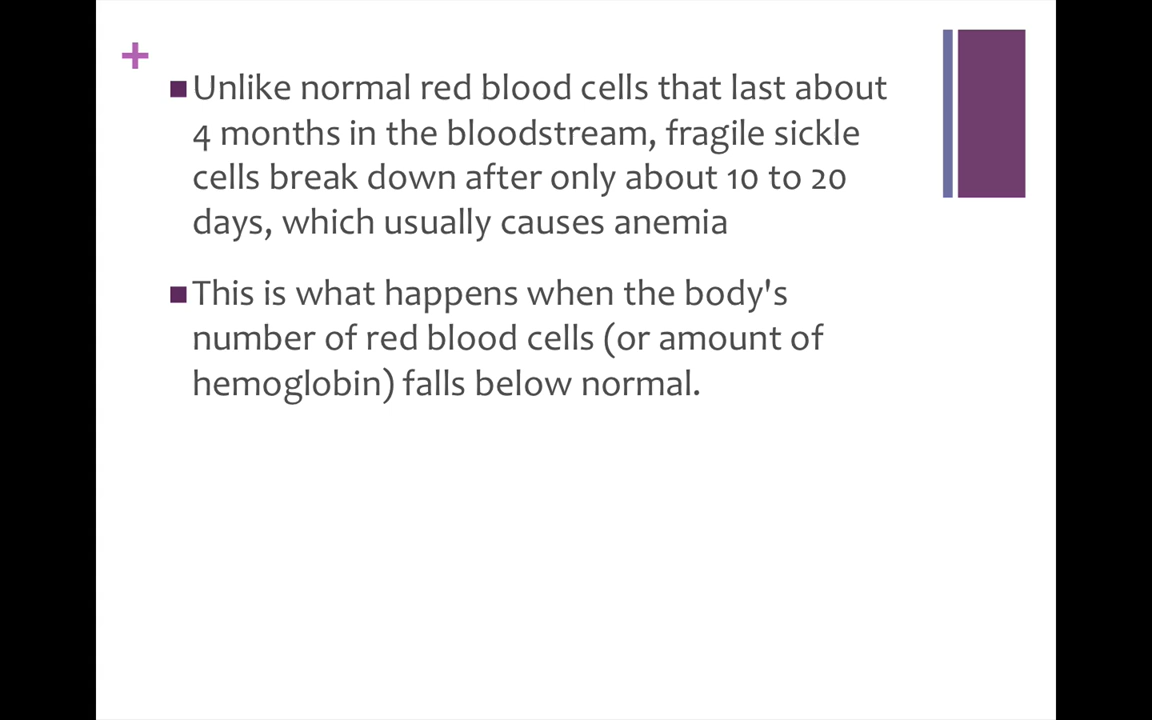 Unlike normal red blood cells that last about
4 months in the bloodstream, fragile sickle
cells break down after only about 10 to 20
days, which usually causes anemia
This is what happens when the body's
number of red blood cells (or amount of
hemoglobin) falls below normal.